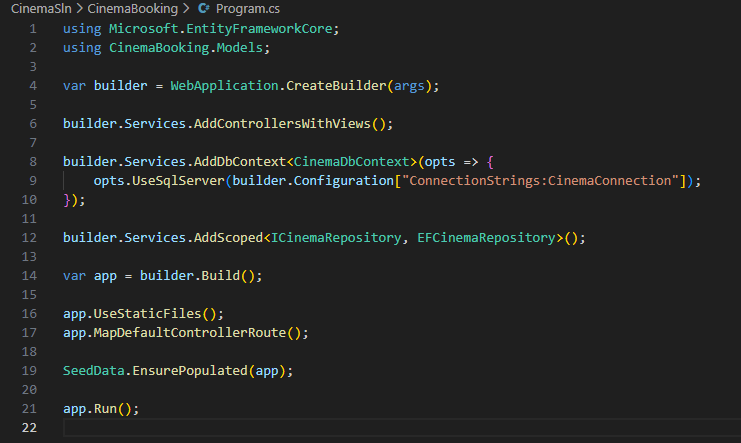 CinemaSln > CinemaBooking > C# Program.cs
1 using Microsoft.EntityFrameworkCore;
2 using CinemaBooking.Models;
3
4 var builder = WebApplication.CreateBuilder(args);
5
6 builder.Services.AddControllersWithViews();
7
8 builder.Services.AddDbContext<CinemaDbContext>(opts => {
9     opts.UseSqlServer(builder.Configuration["ConnectionStrings:CinemaConnection"]);
10 });
11
12 builder.Services.AddScoped<ICinemaRepository, EFCinemaRepository>();
13
14 var app = builder.Build();
15
16 app.UseStaticFiles();
17 app.MapDefaultControllerRoute();
18
19 SeedData.EnsurePopulated(app);
20
21 app.Run();
22